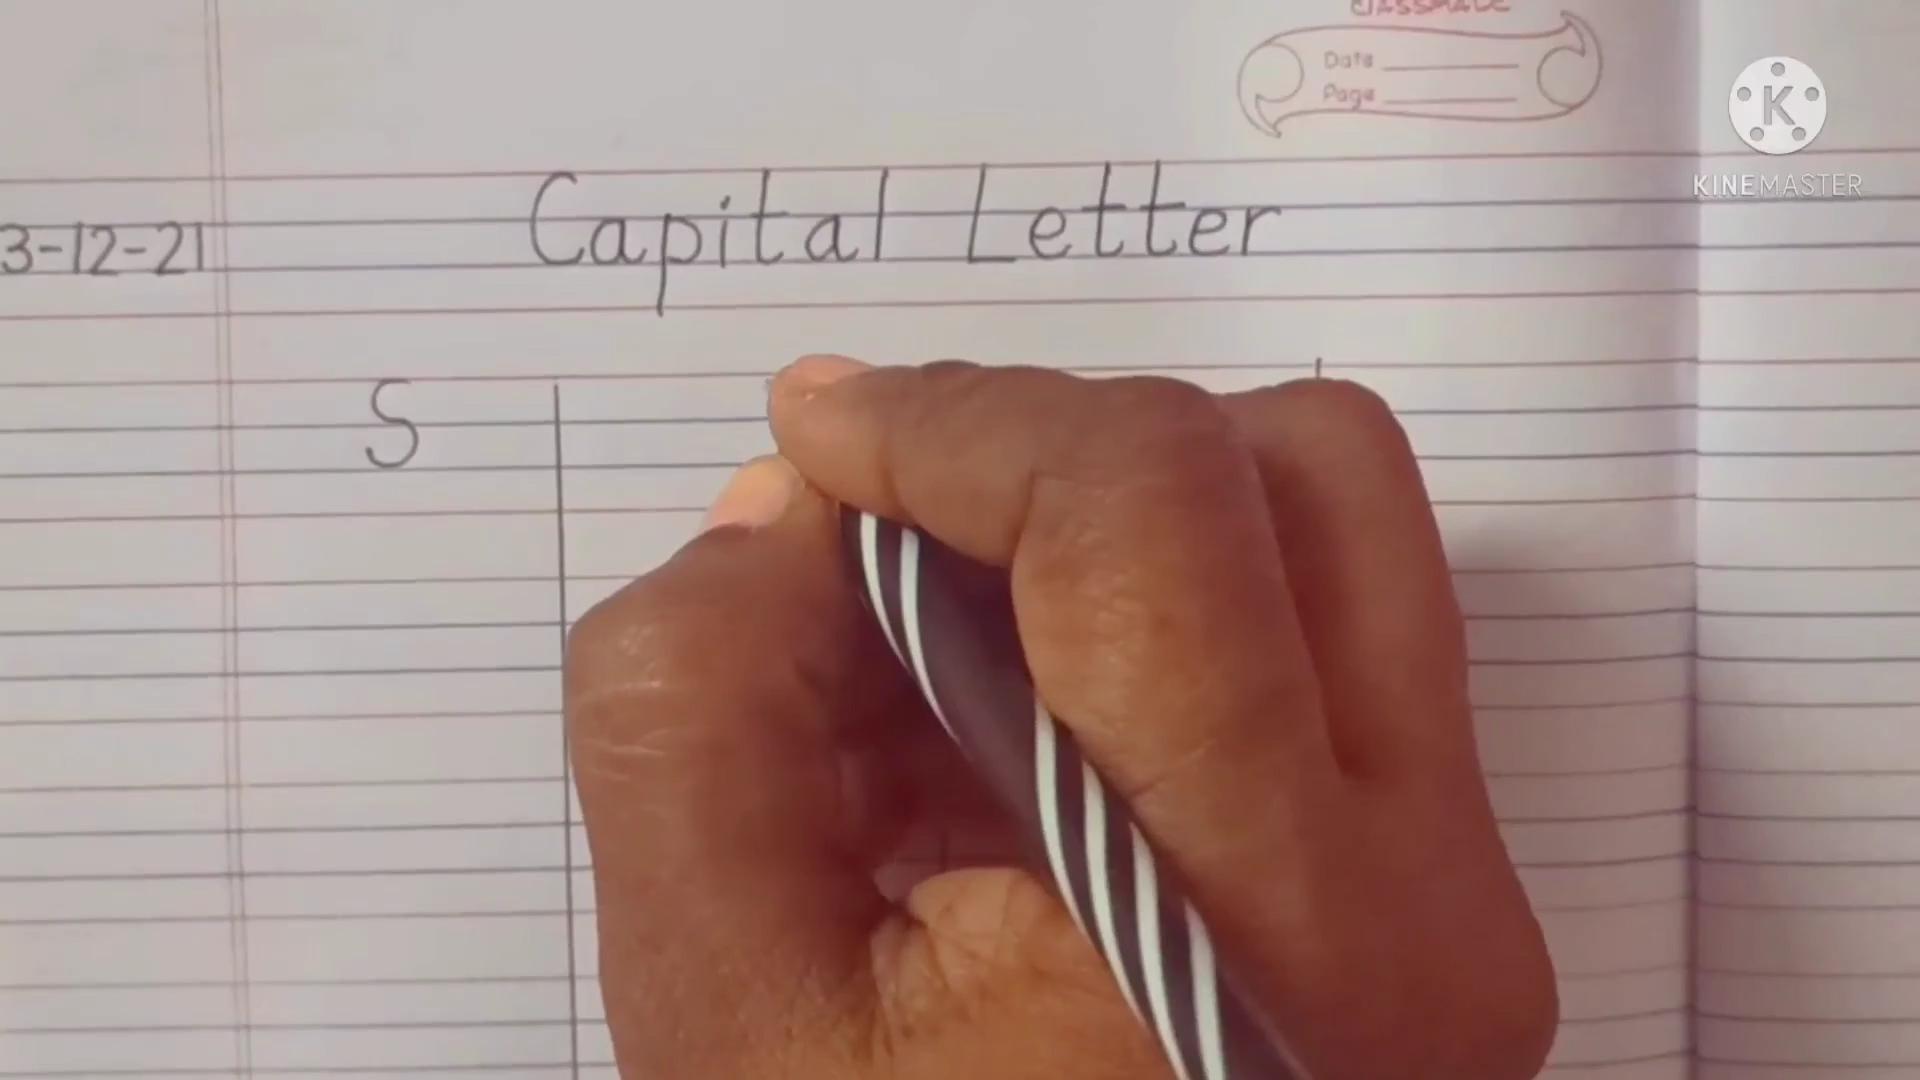 CLASSMATE
Date
Page
KINEMASTER
Capital Letter
3-12-21
S